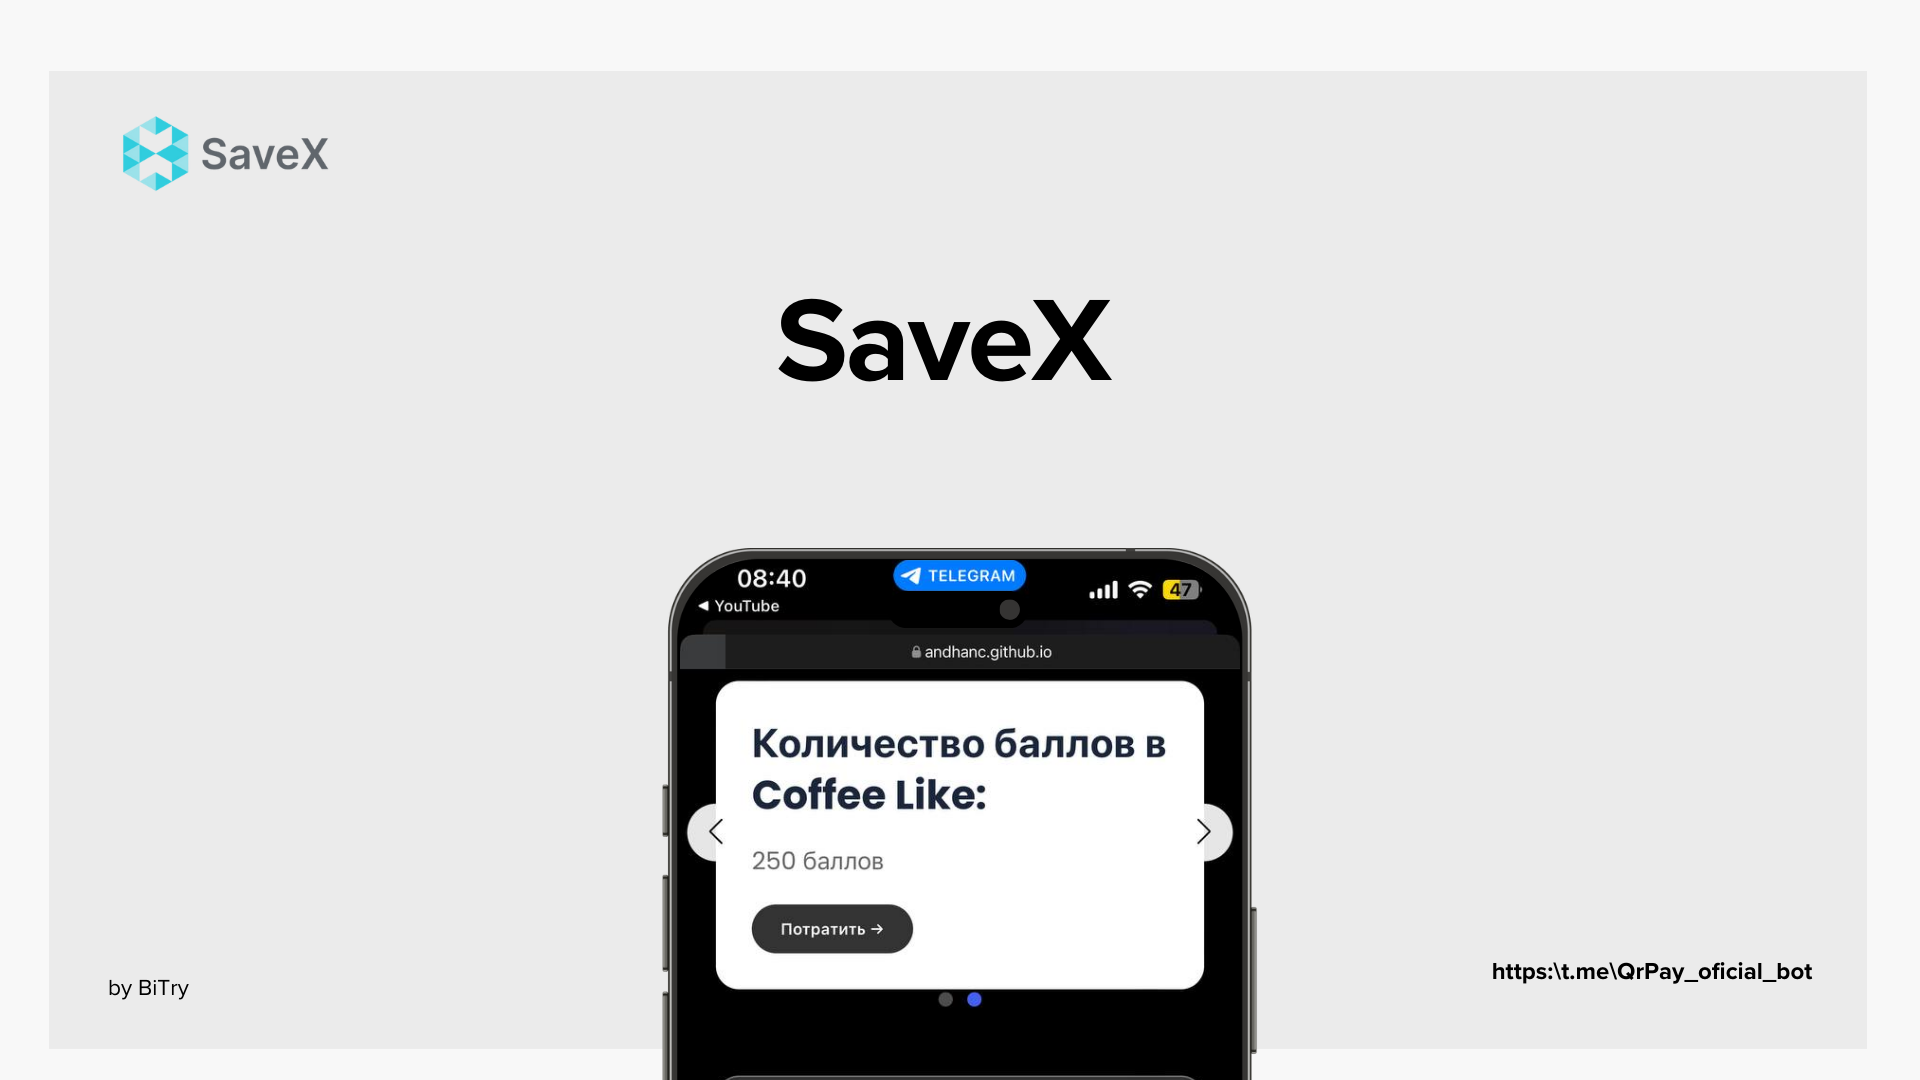 SaveX
SaveX
08:40
TELEGRAM
47
YouTube
andhanc.github.io
Количество баллов в
Coffee Like:
250 баллов
Потратить →
by BiTry
https:\t.me\QrPay_oficial_bot